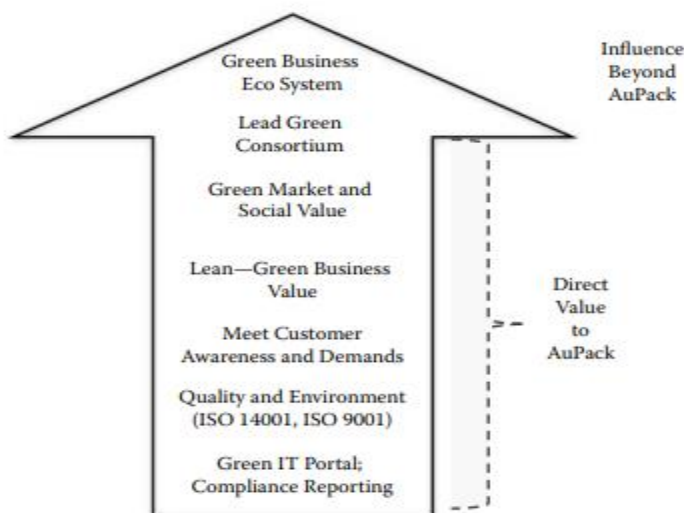 Green Business
Eco System
Lead Green
Consortium
Green Market and
Social Value
Lean—Green Business
Value
Meet Customer
Awareness and Demands
Quality and Environment
(ISO 14001, ISO 9001)
Green IT Portal;
Compliance Reporting
Influence
Beyond
AuPack
Direct
Value
to
AuPack